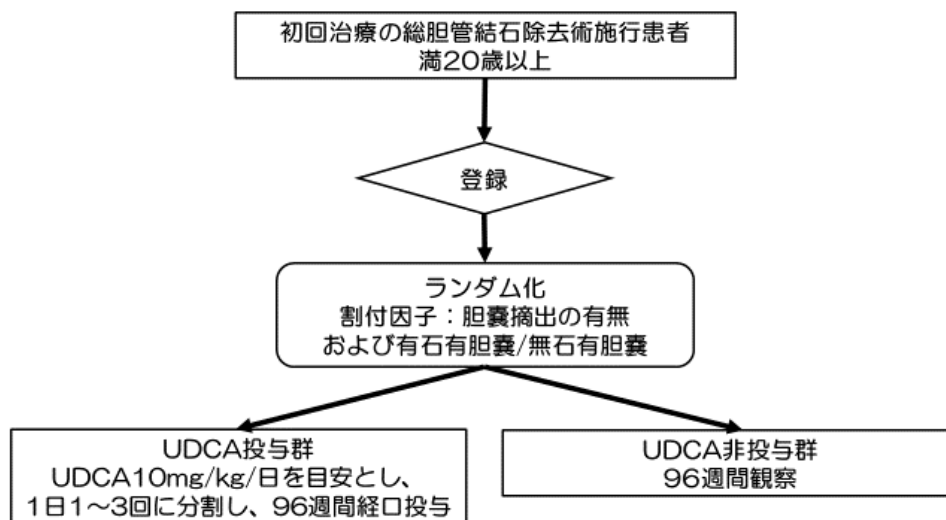 初回治療の総胆管結石除去術施行患者
満20歳以上
登録
ランダム化
割付因子：胆嚢摘出の有無
および有石有胆嚢/無石有胆嚢
UDCA投与群
UDCA10mg/kg/日を目安とし、
1日1～3回に分割し、96週間経口投与
UDCA非投与群
96週間観察